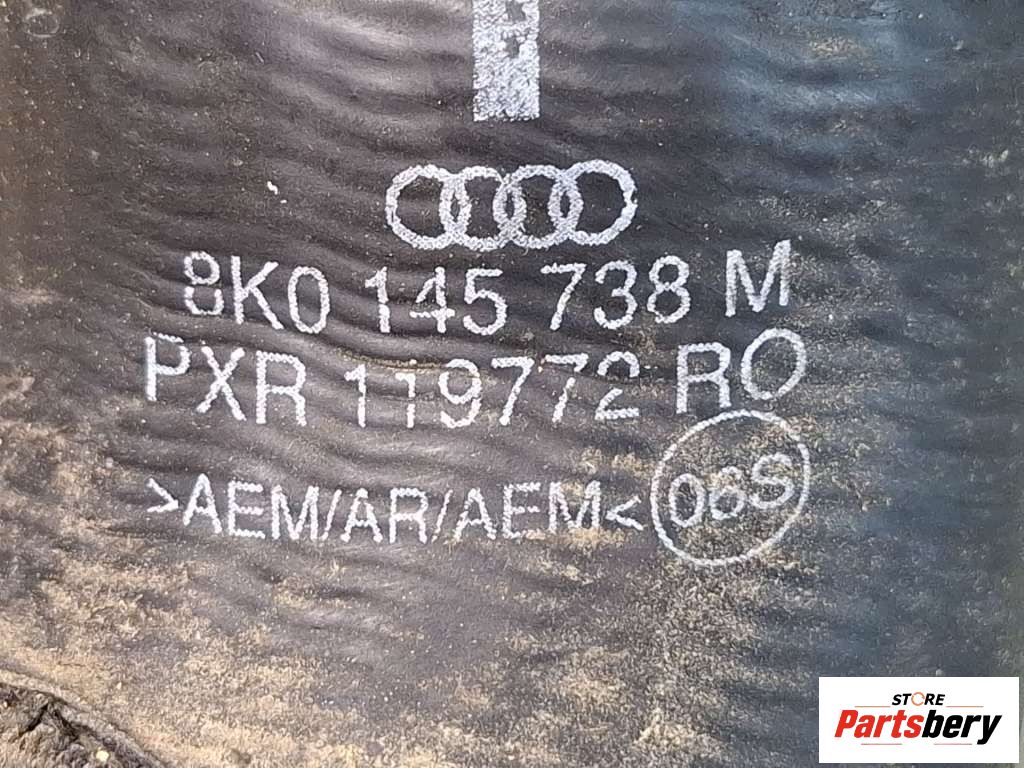 8K0 145 738 M
PXR 119772 RO
>AEM/AR/AEM< 06S
STORE
Partsbery